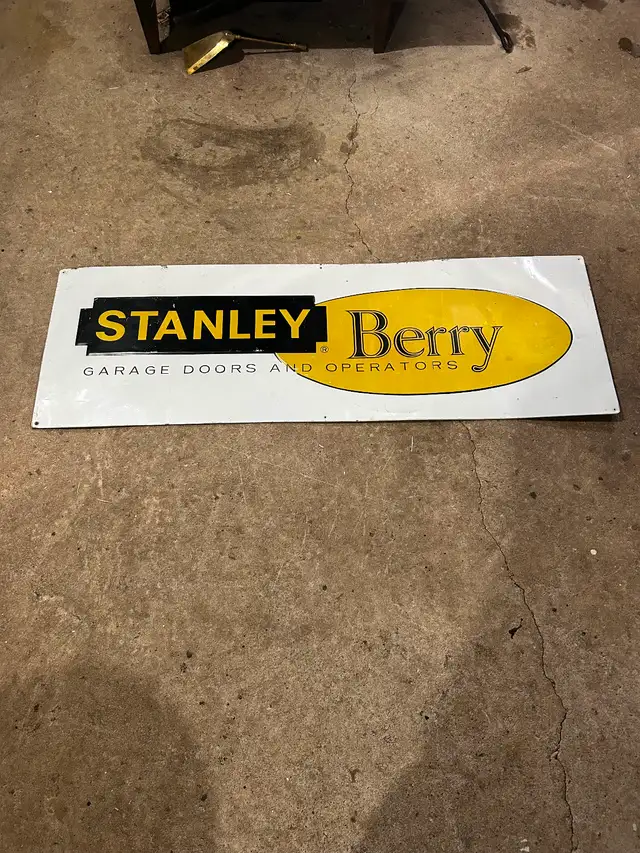 STANLEY® Berry
GARAGE DOORS AND OPERATORS